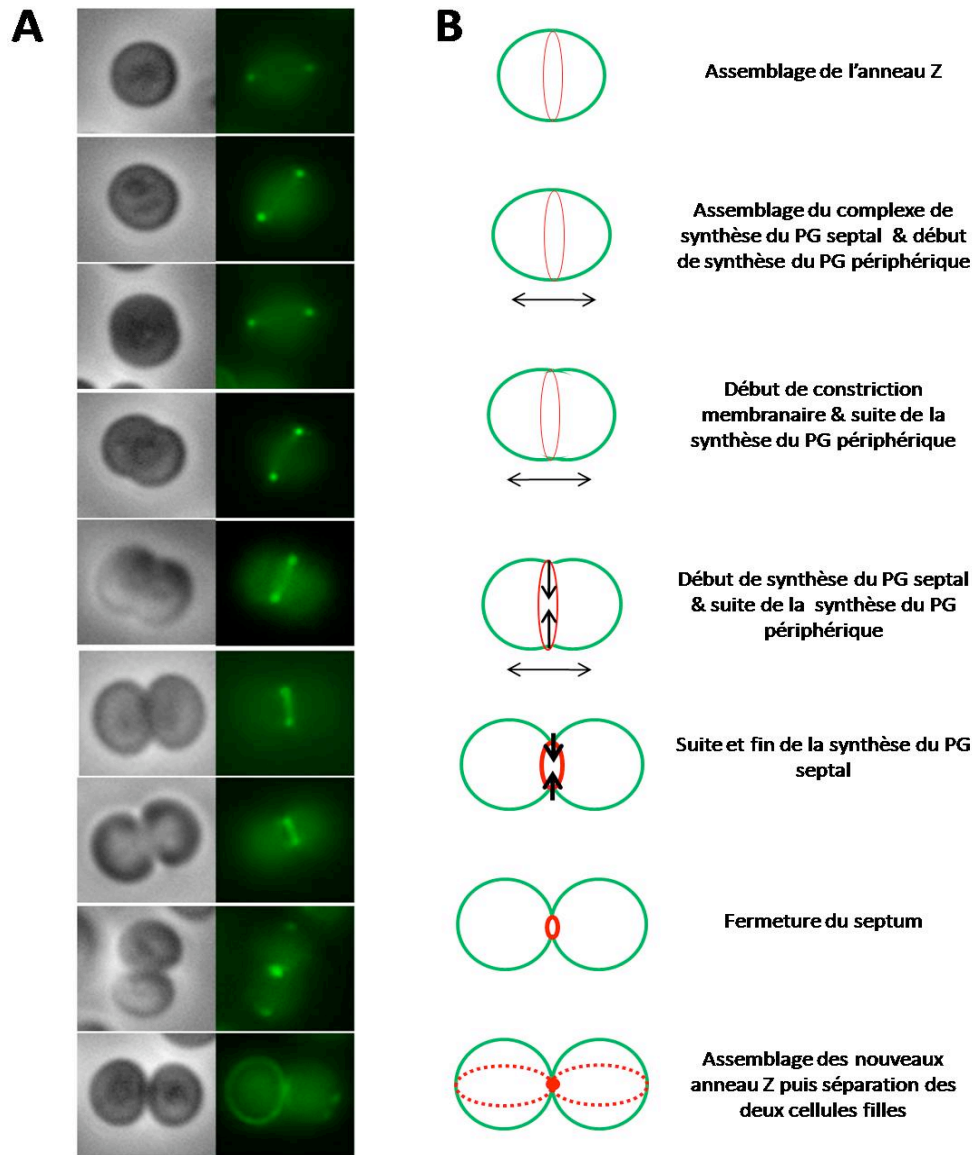 A
B
Assemblage de l'anneau Z
Assemblage du complexe de
synthèse du PG septal & début
de synthèse du PG périphérique
Début de constriction
membranaire & suite de la
synthèse du PG périphérique
Début de synthèse du PG septal
& suite de la synthèse du PG
périphérique
Suite et fin de la synthèse du PG
septal
Fermeture du septum
Assemblage des nouveaux
anneau Z puis séparation des
deux cellules filles